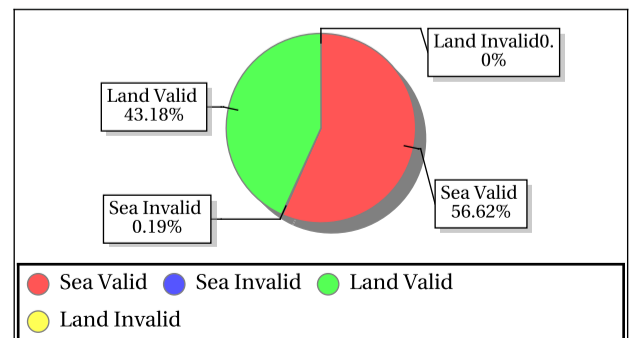 Land Invalid0.
0%
Land Valid
43.18%
Sea Valid
56.62%
Sea Invalid
0.19%
Sea Valid Sea Invalid Land Valid
Land Invalid